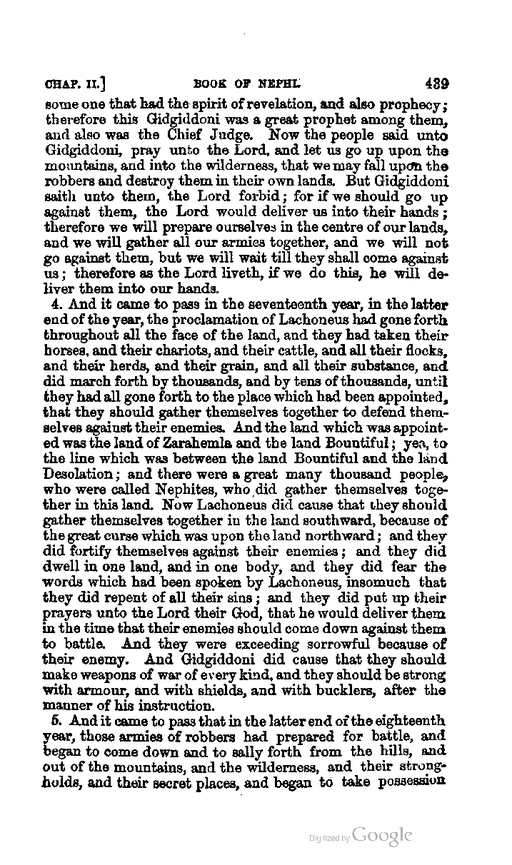 CHAP. II.] BOOK OF NEPHI. 439
some one that had the spirit of revelation, and also prophecy;
therefore this Gidgiddoni was a great prophet among them,
and also was the Chief Judge. Now the people said unto
Gidgiddoni, pray unto the Lord, and let us go up upon the
mountains, and into the wilderness, that we may fall upon the
robbers and destroy them in their own lands. But Gidgiddoni
saith unto them, the Lord forbid; for if we should go up
against them, the Lord would deliver us into their hands;
therefore we will prepare ourselves in the centre of our lands,
and we will gather all our armies together, and we will not
go against them, but we will wait till they shall come against
us; therefore as the Lord liveth, if we do this, he will de-
liver them into our hands.
4. And it came to pass in the seventeenth year, in the latter
end of the year, the proclamation of Lachoneus had gone forth
throughout all the face of the land, and they had taken their
horses, and their chariots, and their cattle, and all their flocks,
and their herds, and their grain, and all their substance, and
did march forth by thousands, and by tens of thousands, until
they had all gone forth to the place which had been appointed,
that they should gather themselves together to defend them-
selves against their enemies. And the land which was appoint-
ed was the land of Zarahemla and the land Bountiful; yea, to
the line which was between the land Bountiful and the land
Desolation; and there were a great many thousand people,
who were called Nephites, who did gather themselves toge-
ther in this land. Now Lachoneus did cause that they should
gather themselves together in the land southward, because of
the great curse which was upon the land northward; and they
did fortify themselves against their enemies; and they did
dwell in one land, and in one body, and they did fear the
words which had been spoken by Lachoneus, insomuch that
they did repent of all their sins; and they did put up their
prayers unto the Lord their God, that he would deliver them
in the time that their enemies should come down against them
to battle. And they were exceeding sorrowful because of
their enemy. And Gidgiddoni did cause that they should
make weapons of war of every kind, and they should be strong
with armour, and with shields, and with bucklers, after the
manner of his instruction.
5. And it came to pass that in the latter end of the eighteenth
year, those armies of robbers had prepared for battle, and
began to come down and to sally forth from the hills, and
out of the mountains, and the wilderness, and their strong-
holds, and their secret places, and began to take possession
Digitized by Google